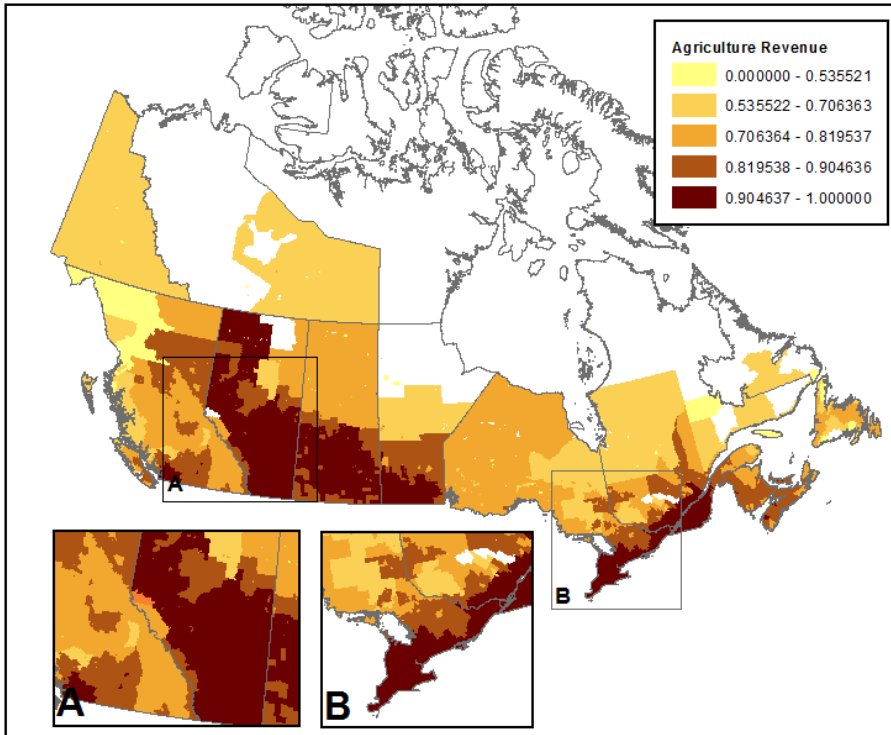 Agriculture Revenue
0.000000 - 0.535521
0.535522 - 0.706363
0.706364 - 0.819537
0.819538 - 0.904636
0.904637 - 1.000000
A
B
A
B